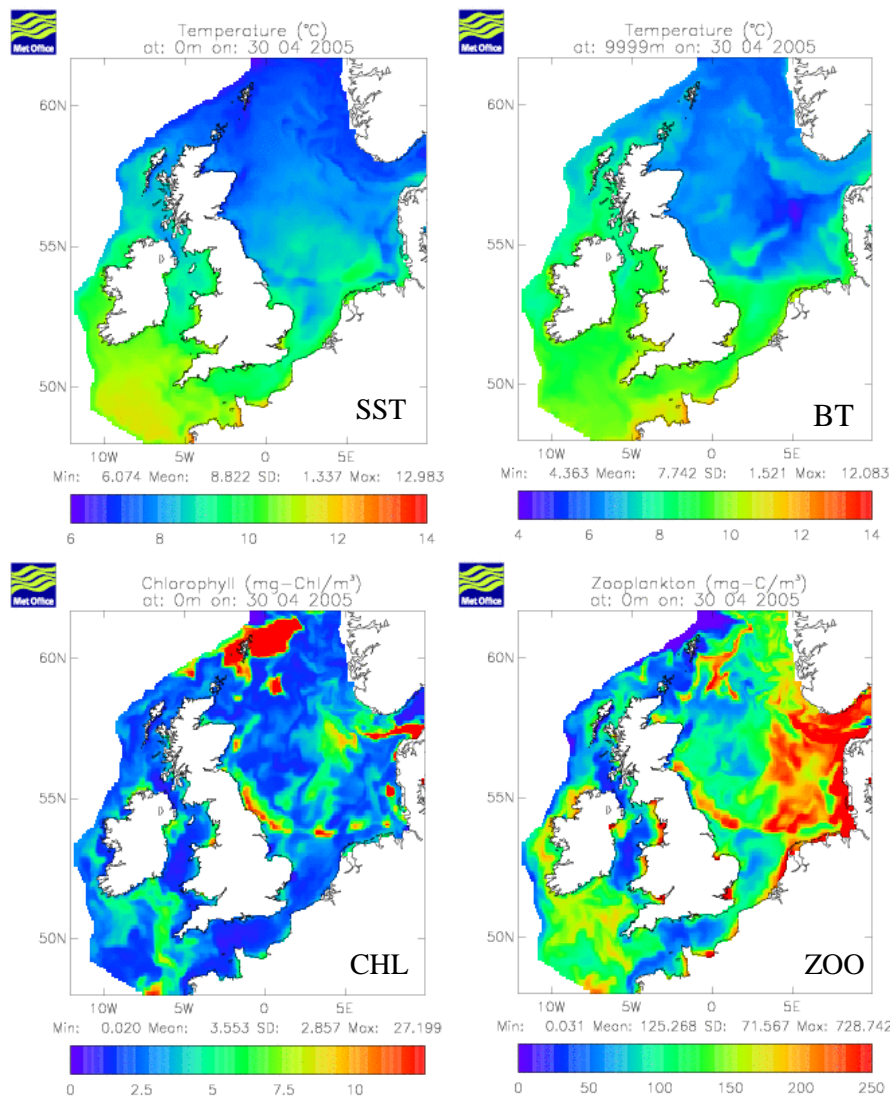 Met Office
Temperature (°C)
at: 0m on: 30 04 2005
60N
55N
50N
SST
10W 5W 0 5E
Min: 6.074 Mean: 8.822 SD: 1.337 Max: 12.983
6 8 10 12 14
Met Office
Temperature (°C)
at: 9999m on: 30 04 2005
60N
55N
50N
BT
10W 5W 0 5E
Min: 4.363 Mean: 7.742 SD: 1.521 Max: 12.083
4 6 8 10 12 14
Met Office
Chlorophyll (mg-Chl/m³)
at: 0m on: 30 04 2005
60N
55N
50N
CHL
10W 5W 0 5E
Min: 0.020 Mean: 3.553 SD: 2.857 Max: 27.199
0 2.5 5 7.5 10
Met Office
Zooplankton (mg-C/m³)
at: 0m on: 30 04 2005
60N
55N
50N
ZOO
10W 5W 0 5E
Min: 0.031 Mean: 125.268 SD: 71.567 Max: 728.742
0 50 100 150 200 250